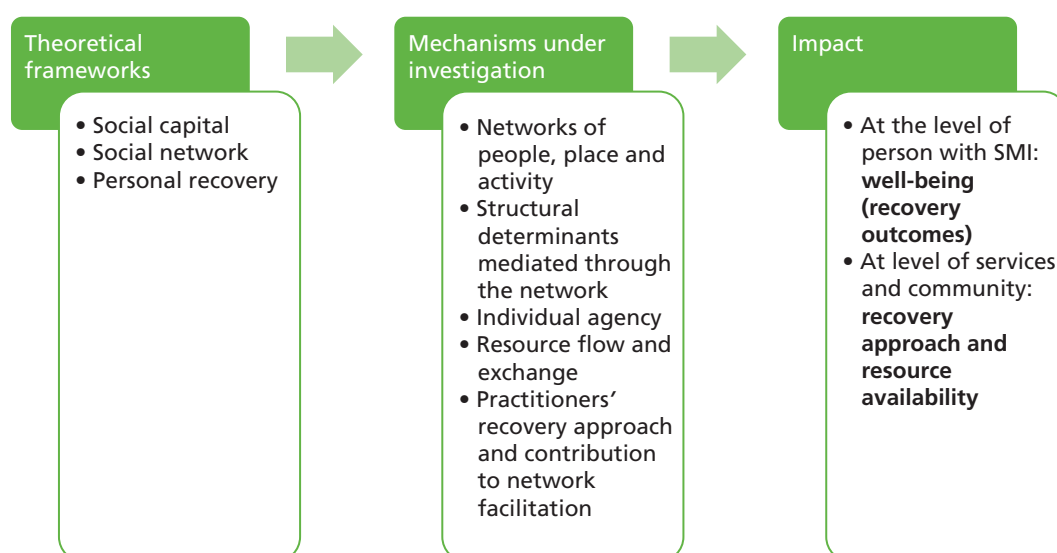 Theoretical
frameworks
• Social capital
• Social network
• Personal recovery
Mechanisms under
investigation
• Networks of
people, place and
activity
• Structural
determinants
mediated through
the network
• Individual agency
• Resource flow and
exchange
• Practitioners’
recovery approach
and contribution
to network
facilitation
Impact
• At the level of
person with SMI:
well-being
(recovery
outcomes)
• At level of services
and community:
recovery
approach and
resource
availability